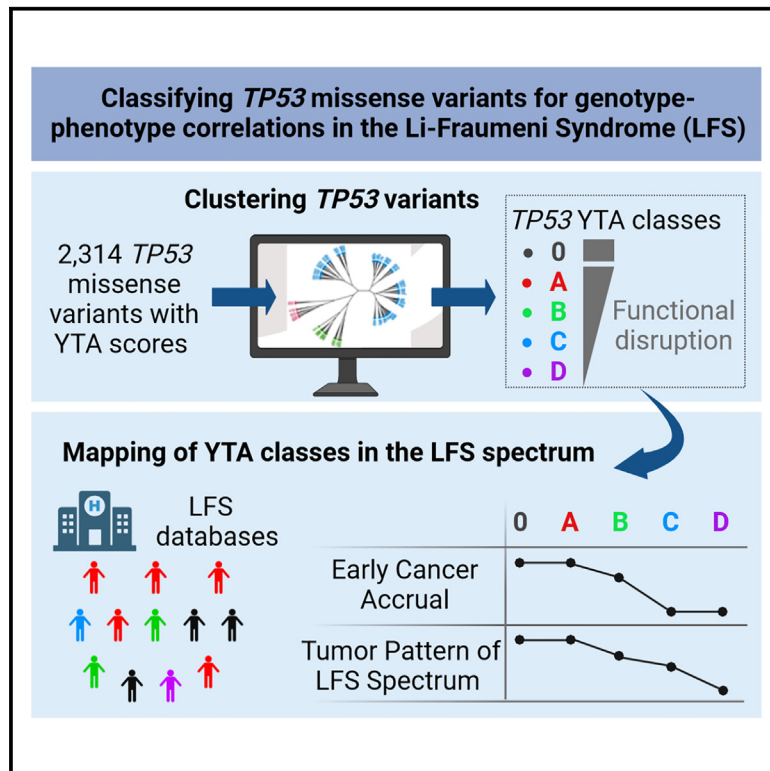 Classifying TP53 missense variants for genotype-
phenotype correlations in the Li-Fraumeni Syndrome (LFS)
Clustering TP53 variants
2,314 TP53
missense
variants with
YTA scores
TP53 YTA classes
0
A
B
C
D
Functional
disruption
Mapping of YTA classes in the LFS spectrum
H
LFS
databases
0 A B C D
Early Cancer
Accrual
Tumor Pattern of
LFS Spectrum